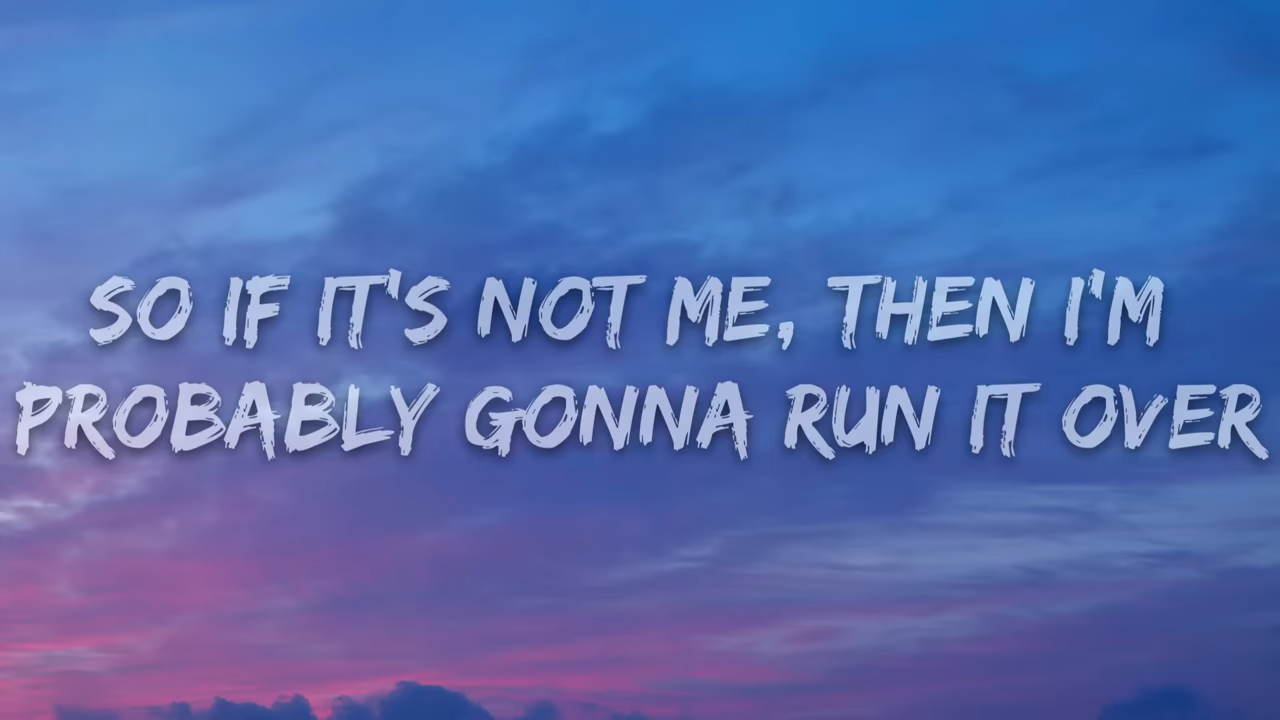 SO IF IT'S NOT ME, THEN I'M
PROBABLY GONNA RUN IT OVER